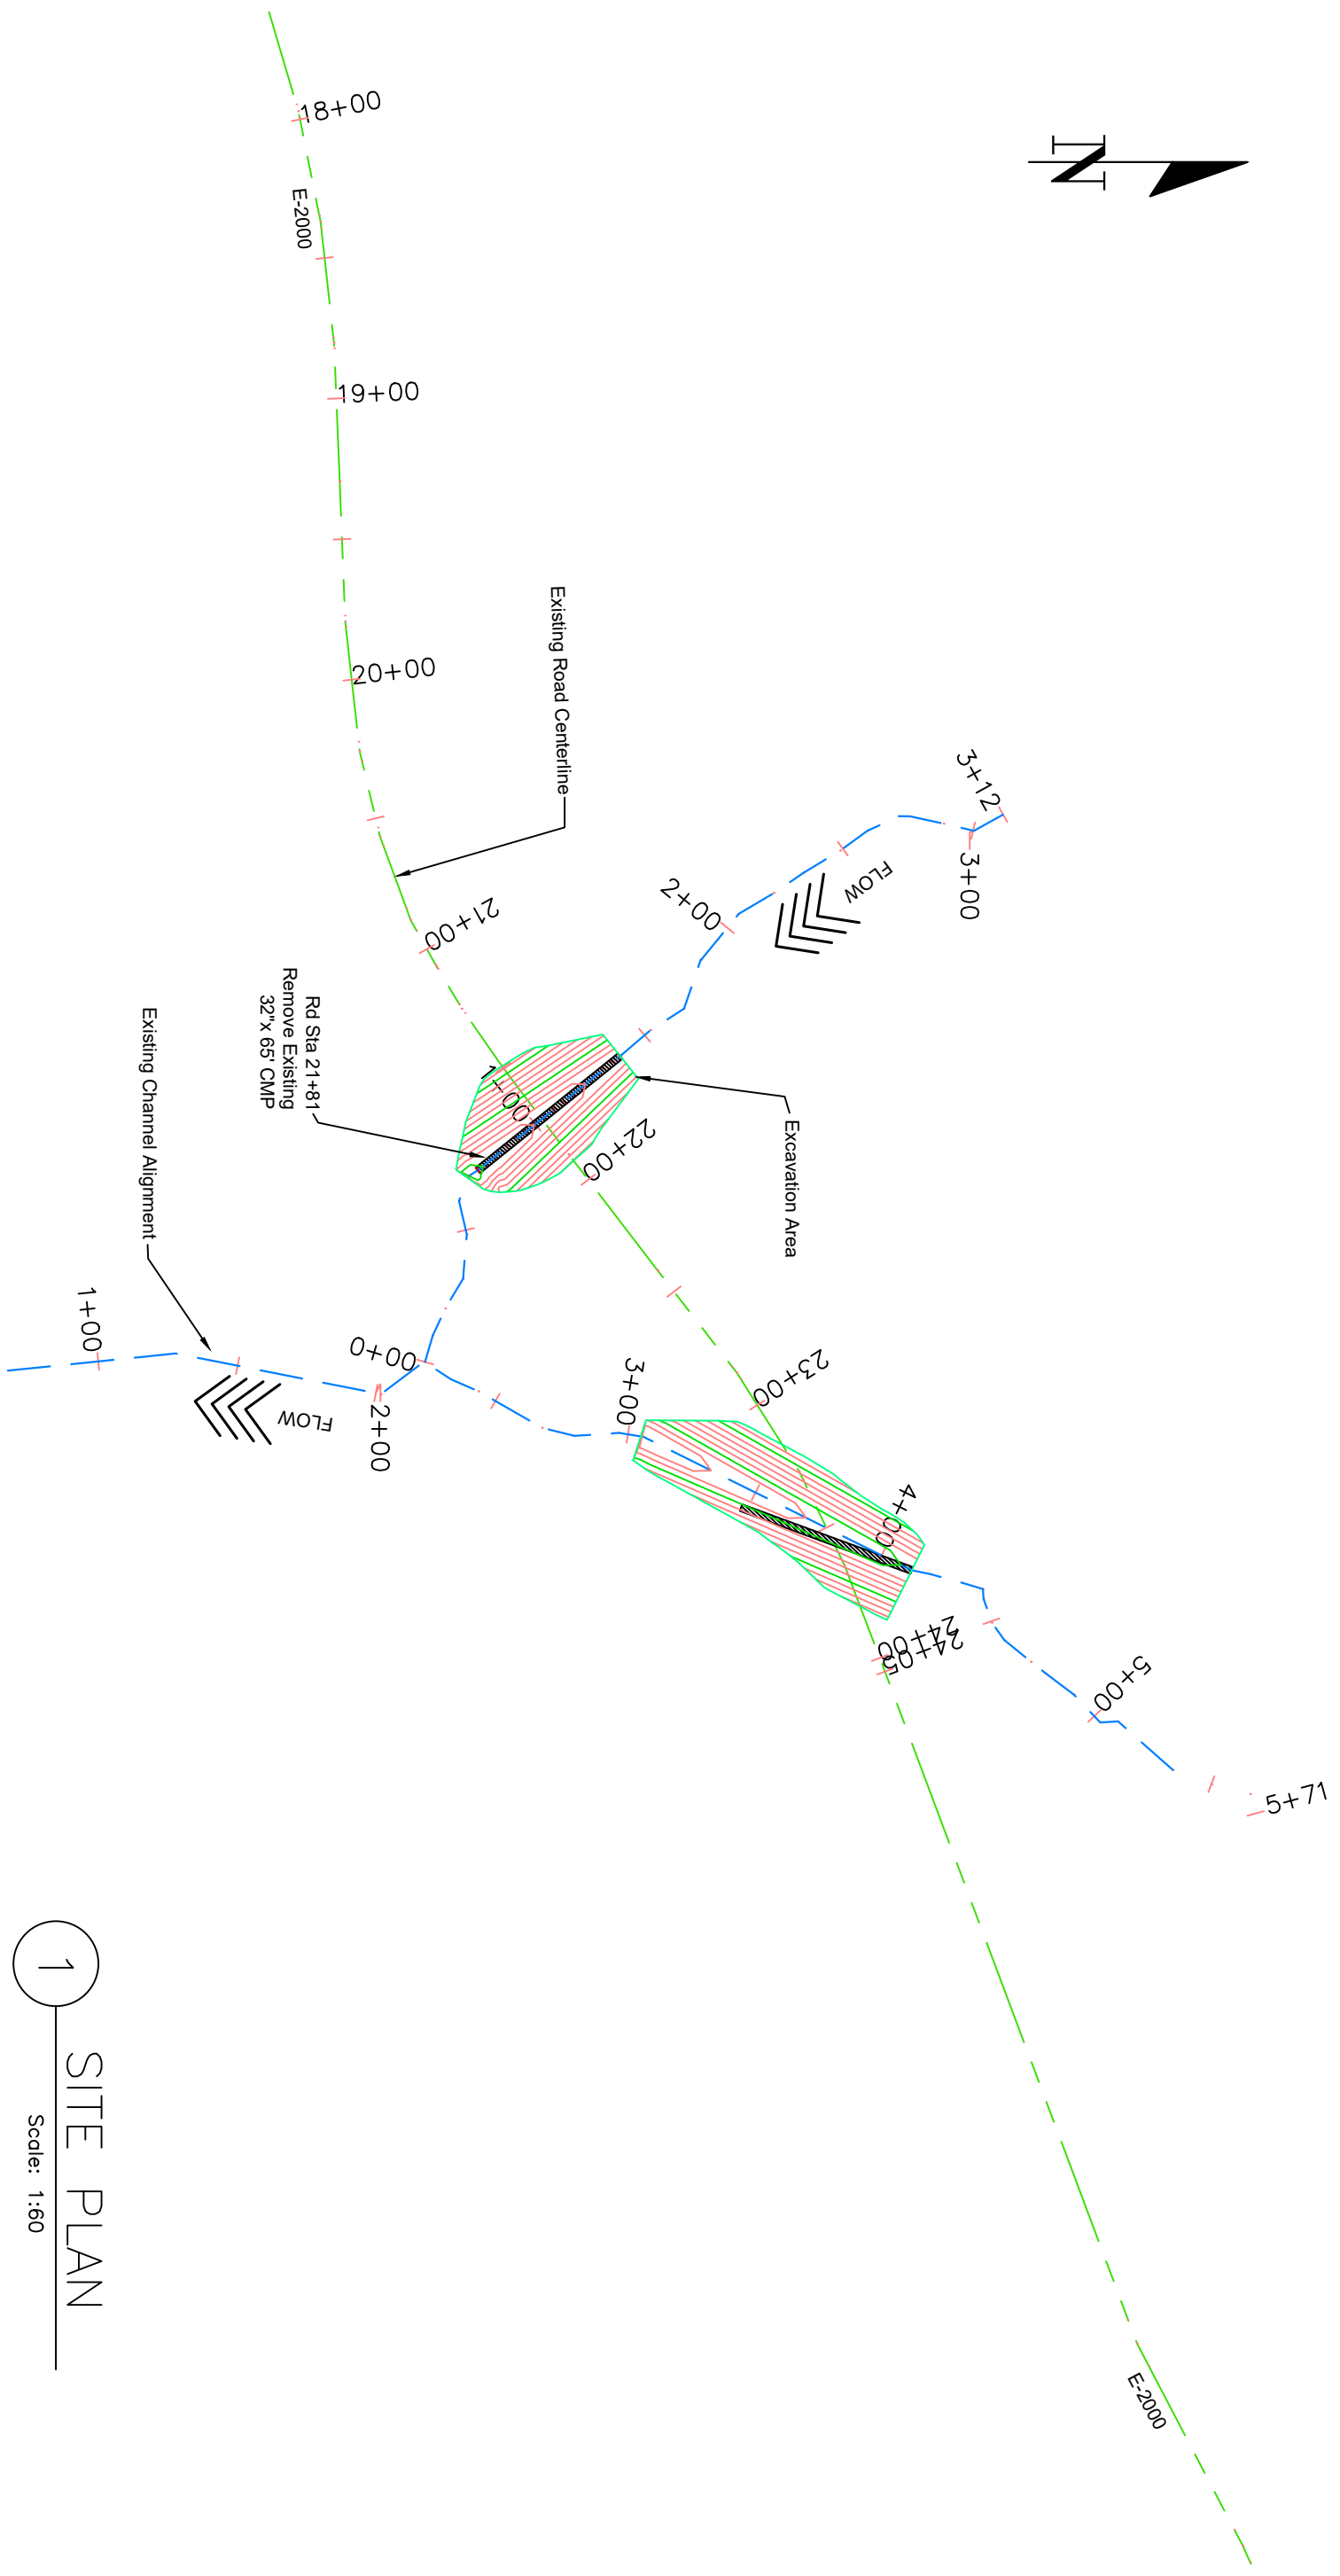 N
18+00
E-2000
19+00
20+00
Existing Road Centerline
21+00
3+12
3+00
FLOW
2+00
Rd Sta 21+81
Remove Existing
32"x 65' CMP
1+00
22+00
Excavation Area
Existing Channel Alignment
1+00
0+00
2+00
FLOW
3+00
23+00
4+00
24+00
24+05
5+00
5+71
E-2000
1
SITE PLAN
Scale: 1:60